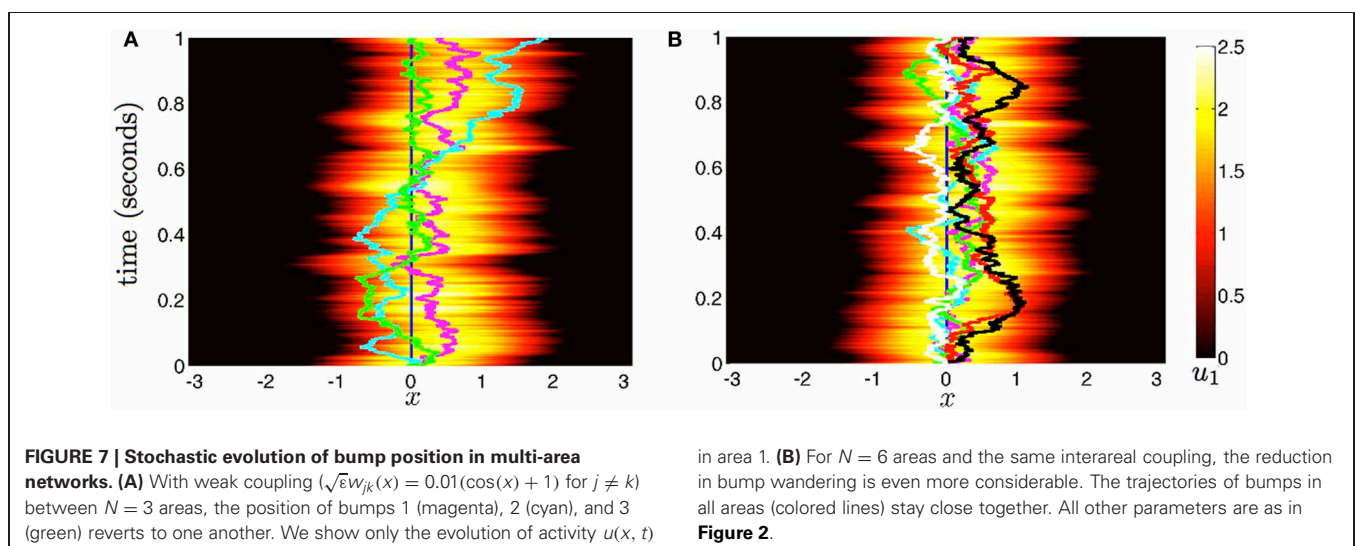 A
B
1
0.8
0.6
0.4
0.2
0
time (seconds)
-3 -2 -1 0 1 2 3
x
1
0.8
0.6
0.4
0.2
0
-3 -2 -1 0 1 2 3
x
2.5
2
1.5
1
0.5
0
u₁
FIGURE 7 | Stochastic evolution of bump position in multi-area
networks. (A) With weak coupling (√εw_jk(x) = 0.01(cos(x) + 1) for j ≠ k)
between N = 3 areas, the position of bumps 1 (magenta), 2 (cyan), and 3
(green) reverts to one another. We show only the evolution of activity u(x, t)
in area 1. (B) For N = 6 areas and the same interareal coupling, the reduction
in bump wandering is even more considerable. The trajectories of bumps in
all areas (colored lines) stay close together. All other parameters are as in
Figure 2.